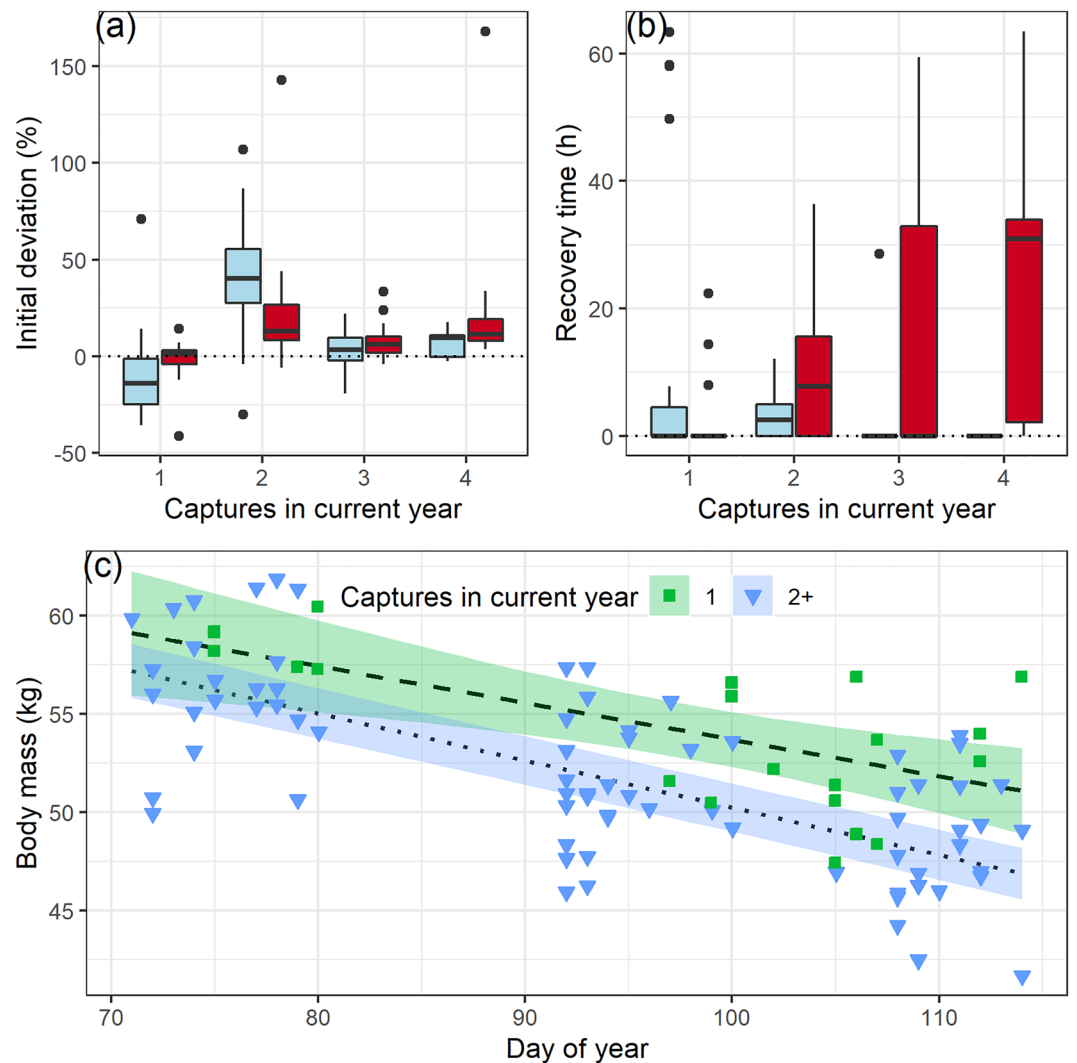 (a)
Initial deviation (%)
150
100
50
0
-50
1 2 3 4
Captures in current year
(b)
Recovery time (h)
60
40
20
0
1 2 3 4
Captures in current year
(c)
Captures in current year 1 2+
Body mass (kg)
60
55
50
45
70 80 90 100 110
Day of year